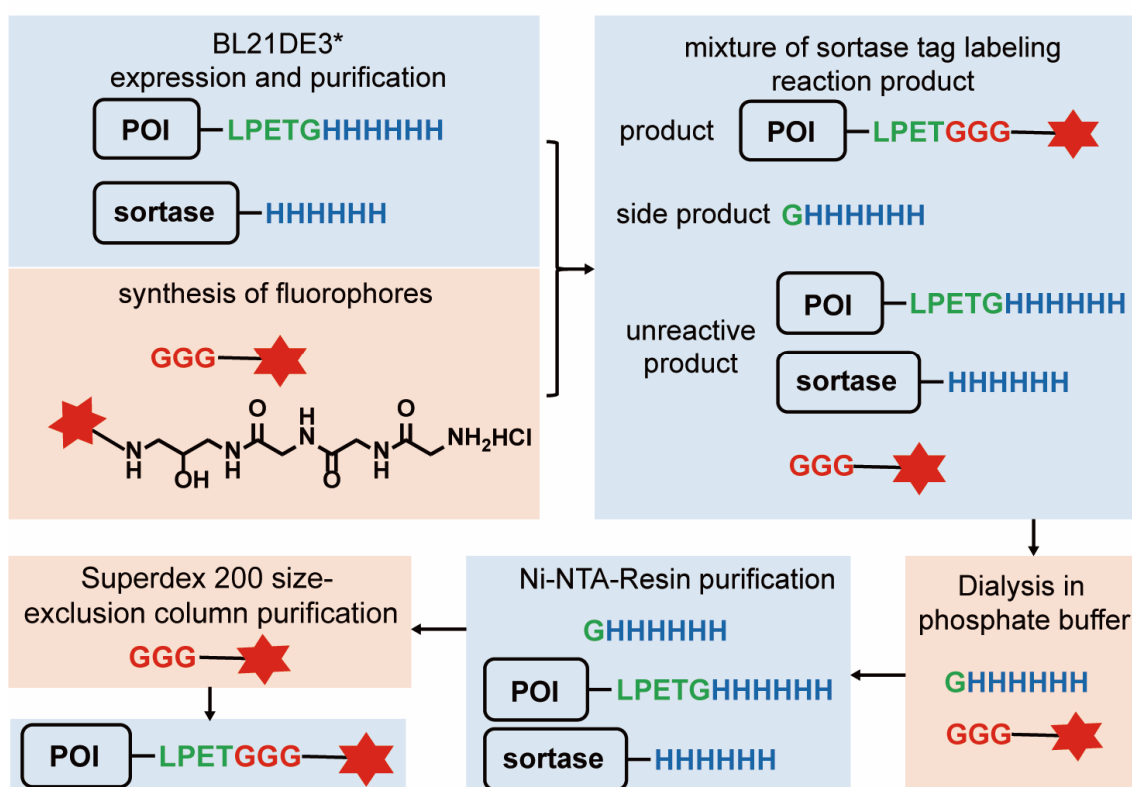 BL21DE3*
expression and purification
POI LPETGHHHHHH
sortase HHHHHH
synthesis of fluorophores
GGG
O H O
N H OH N H N O N H NH2HCl
mixture of sortase tag labeling
reaction product
product POI LPETGGG
side product GHHHHHH
unreactive
product
POI LPETGHHHHHH
sortase HHHHHH
GGG
Dialysis in
phosphate buffer
GHHHHHH
GGG
Ni-NTA-Resin purification
GHHHHHH
POI LPETGHHHHHH
sortase HHHHHH
Superdex 200 size-
exclusion column purification
GGG
POI LPETGGG